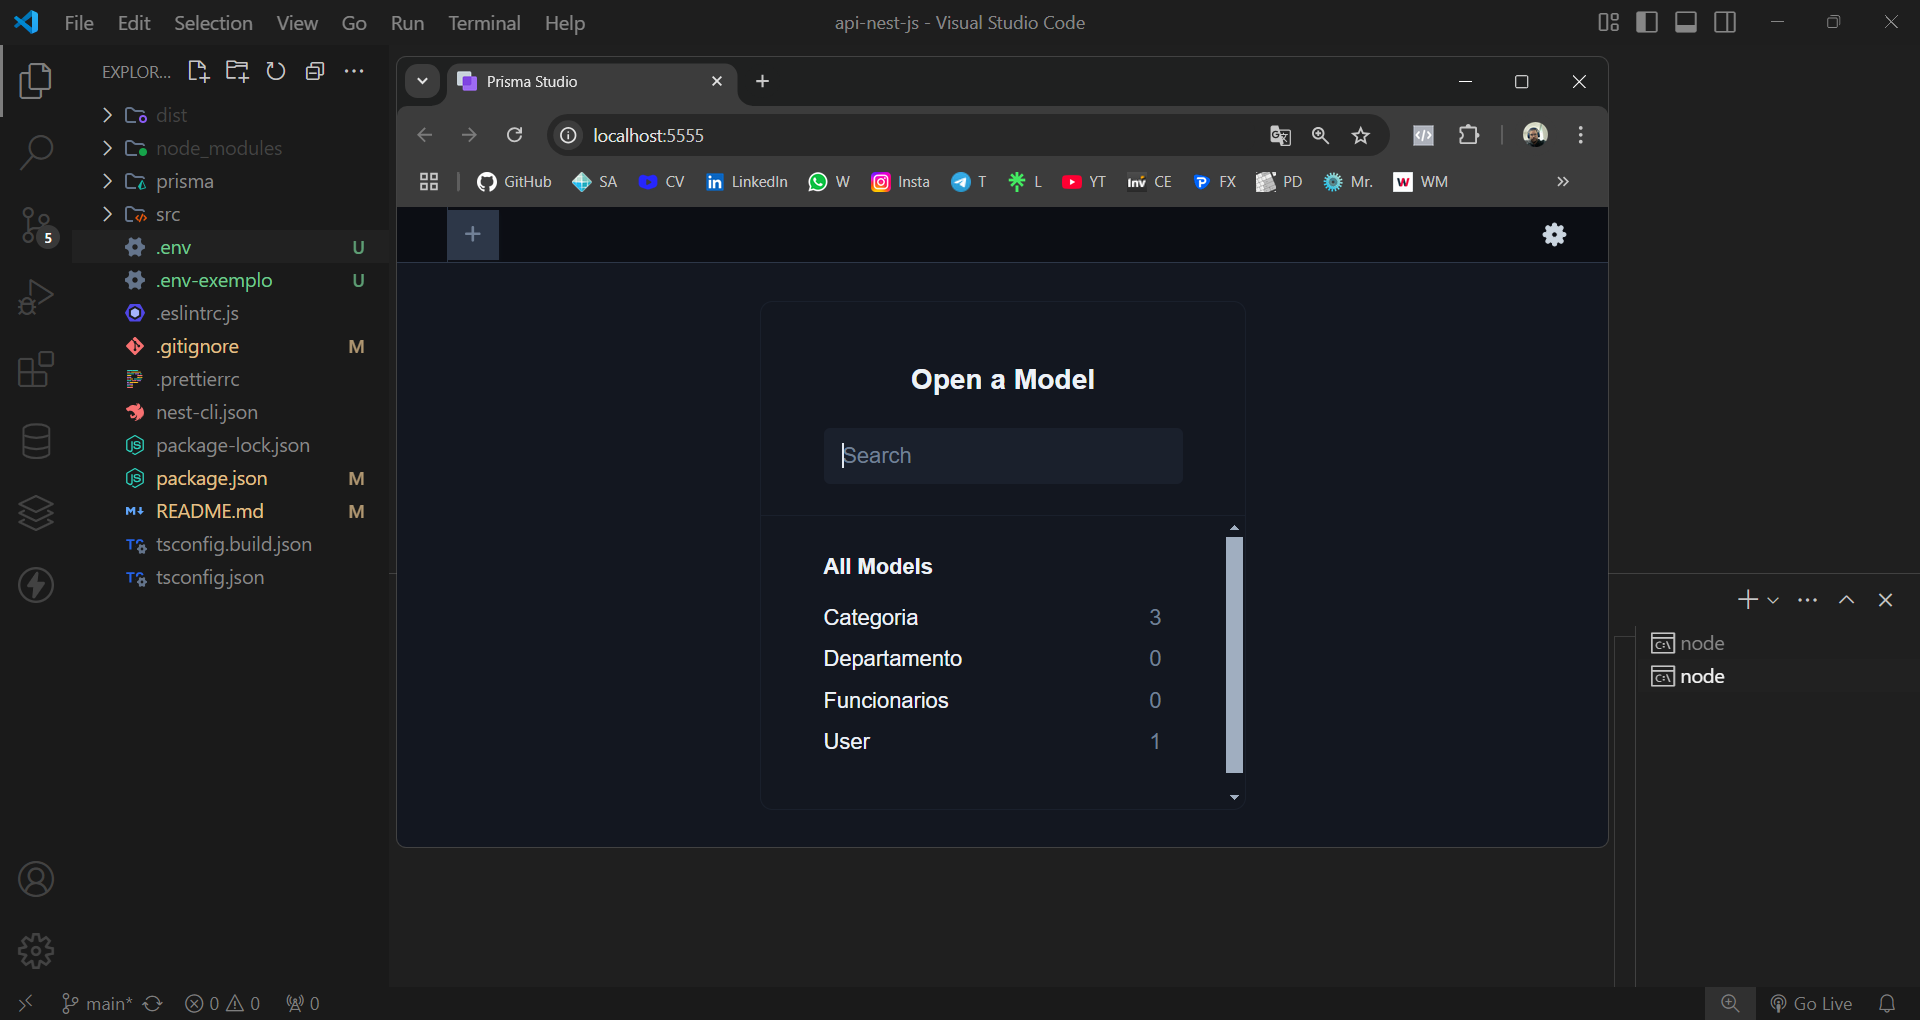 File Edit Selection View Go Run Terminal Help
api-nest-js - Visual Studio Code
EXPLOR...
dist
node_modules
prisma
src
.env U
.env-exemplo U
.eslintrc.js
.gitignore M
.prettierrc
nest-cli.json
package-lock.json
package.json M
README.md M
tsconfig.build.json
tsconfig.json
5
Prisma Studio
localhost:5555
GitHub SA CV LinkedIn W Insta T L YT CE FX PD Mr. WM
Open a Model
Search
All Models
Categoria 3
Departamento 0
Funcionarios 0
User 1
node
node
main* 0 0 0
Go Live